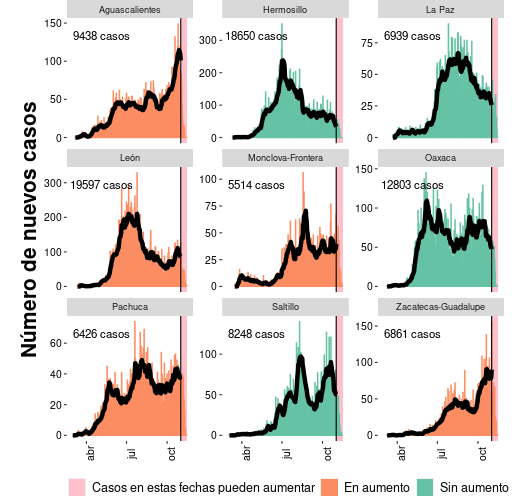 Número de nuevos casos
Aguascalientes
Hermosillo
La Paz
150
100
50
0
9438 casos
300
200
100
0
18650 casos
75
50
25
0
6939 casos
León
Monclova-Frontera
Oaxaca
300
200
100
0
19597 casos
100
75
50
25
0
5514 casos
150
100
50
0
12803 casos
Pachuca
Saltillo
Zacatecas-Guadalupe
60
40
20
0
6426 casos
100
50
0
8248 casos
150
100
50
0
6861 casos
abr
jul
oct
abr
jul
oct
abr
jul
oct
Casos en estas fechas pueden aumentar
En aumento
Sin aumento